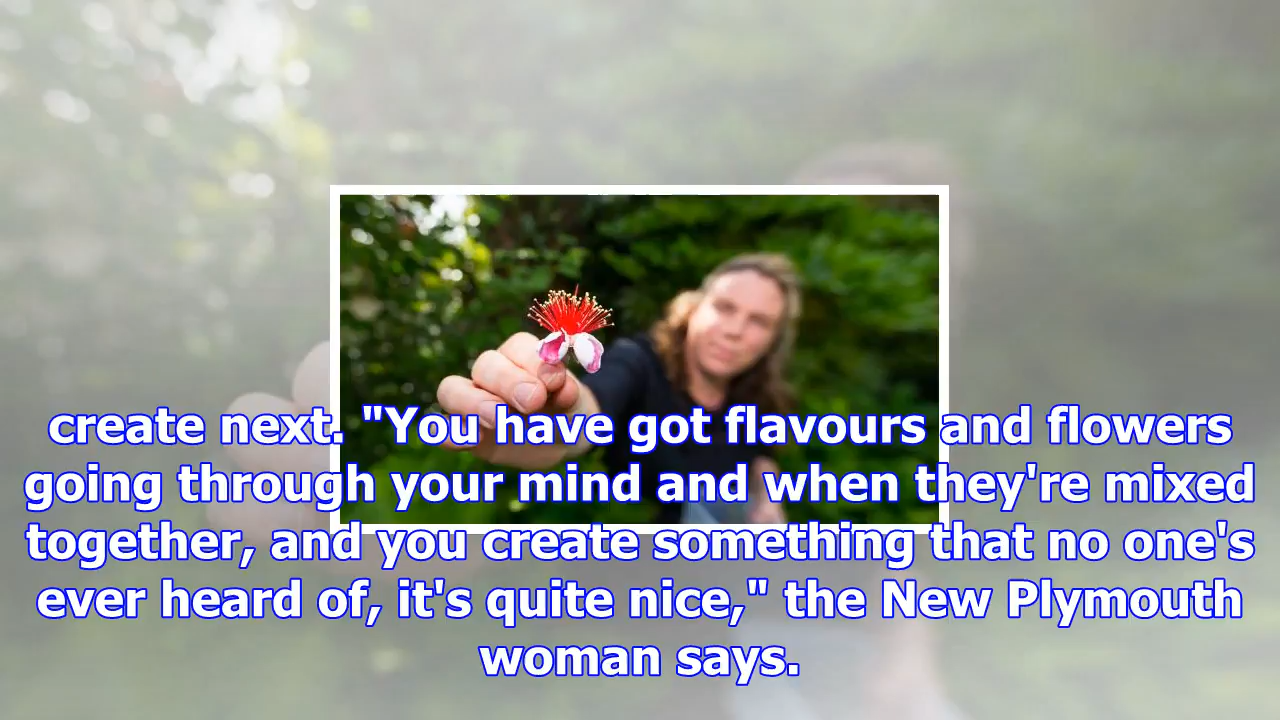 create next. "You have got flavours and flowers
going through your mind and when they're mixed
together, and you create something that no one's
ever heard of, it's quite nice," the New Plymouth
woman says.